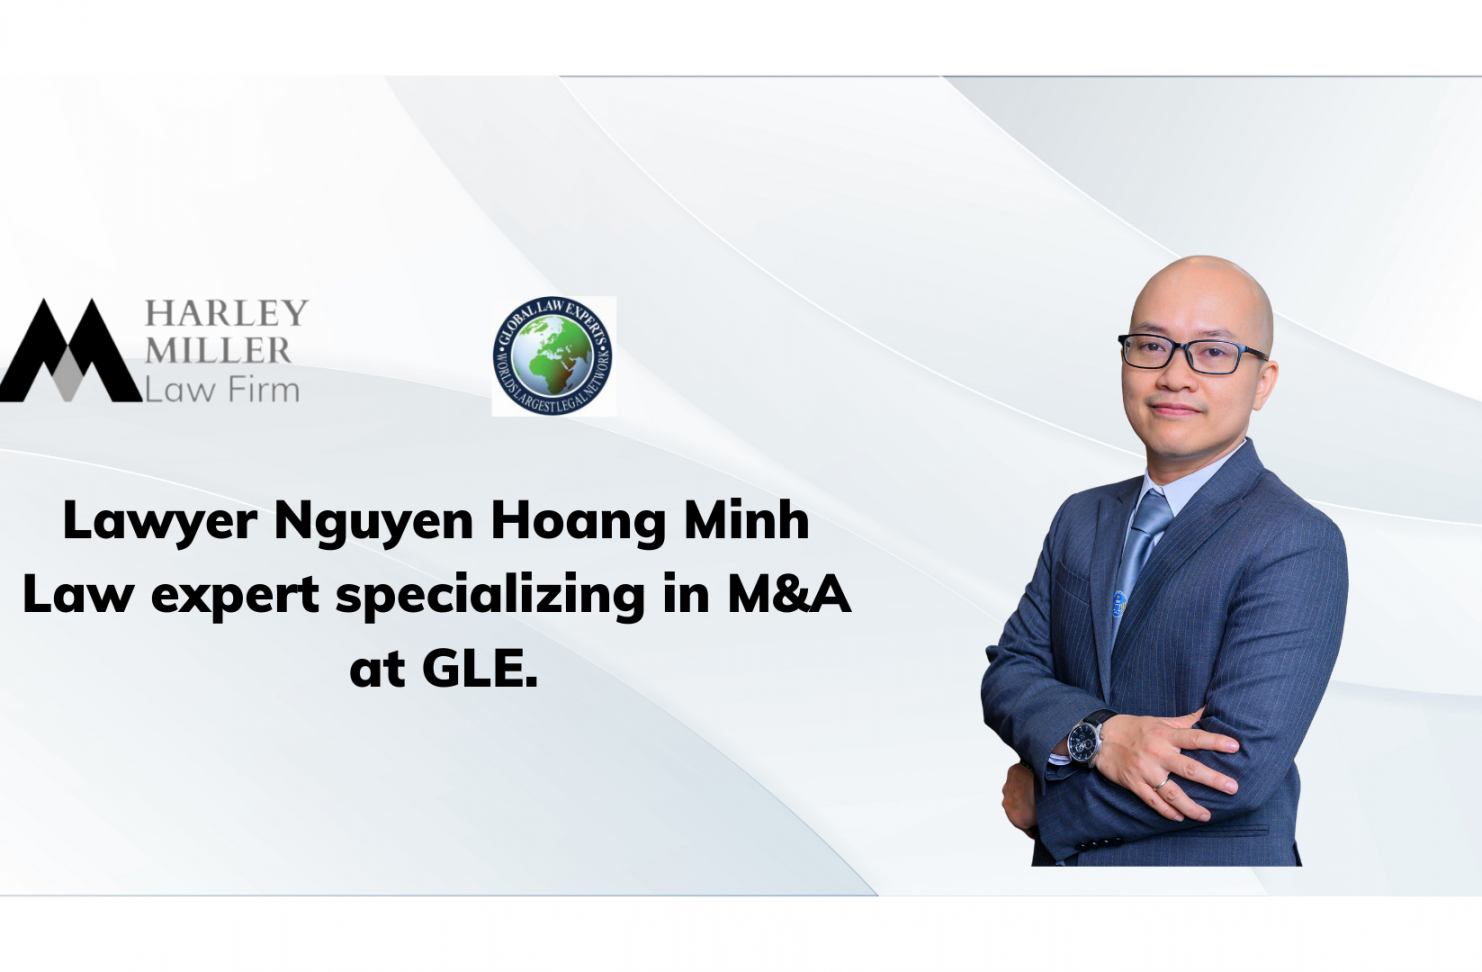 HARLEY
MILLER
Law Firm
GLOBAL LAW EXPERTS
WORLDS LARGEST LEGAL NETWORK
Lawyer Nguyen Hoang Minh
Law expert specializing in M&A
at GLE.